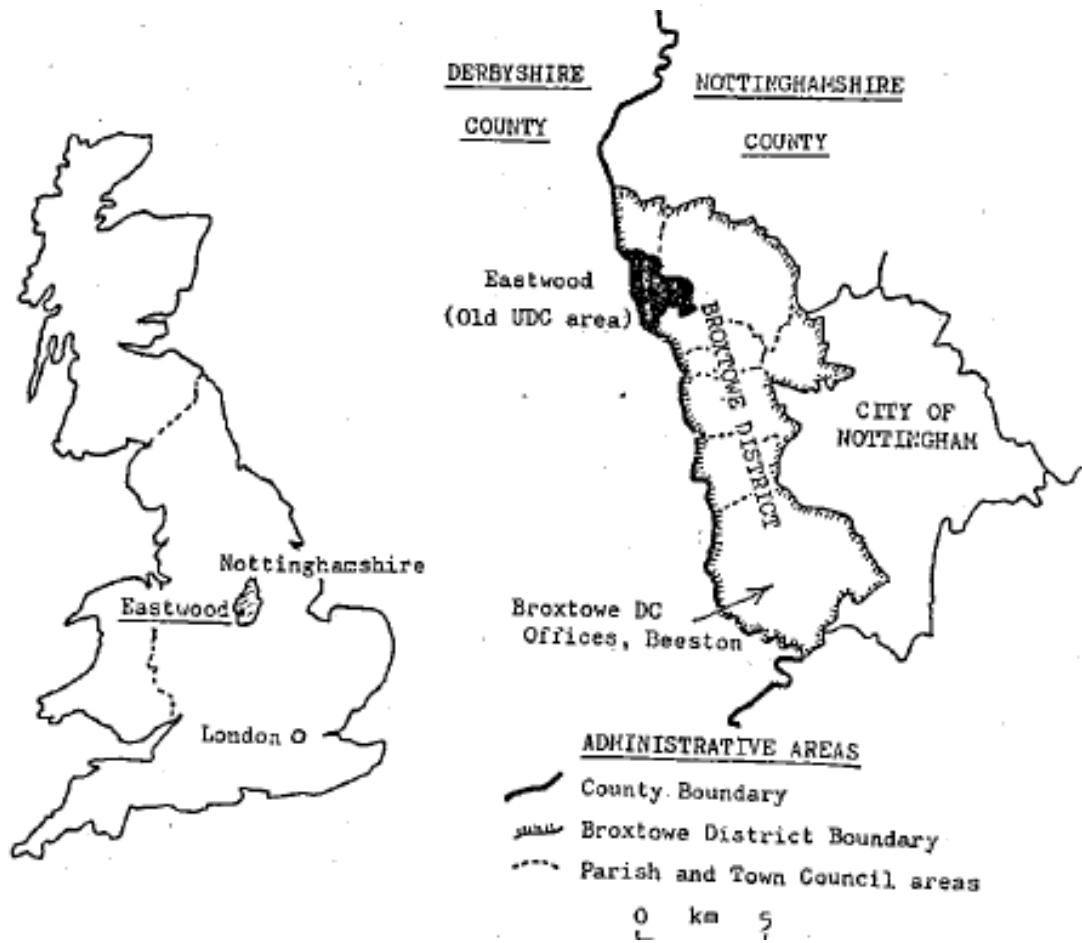 DERBYSHIRE
COUNTY
NOTTINGHAMSHIRE
COUNTY
Eastwood
(Old UDC area)
BROXTOWE DISTRICT
CITY OF
NOTTINGHAM
Nottinghamshire
Eastwood
London
Broxtowe DC
Offices, Beeston
ADMINISTRATIVE AREAS
County Boundary
Broxtowe District Boundary
Parish and Town Council areas
0 km 5